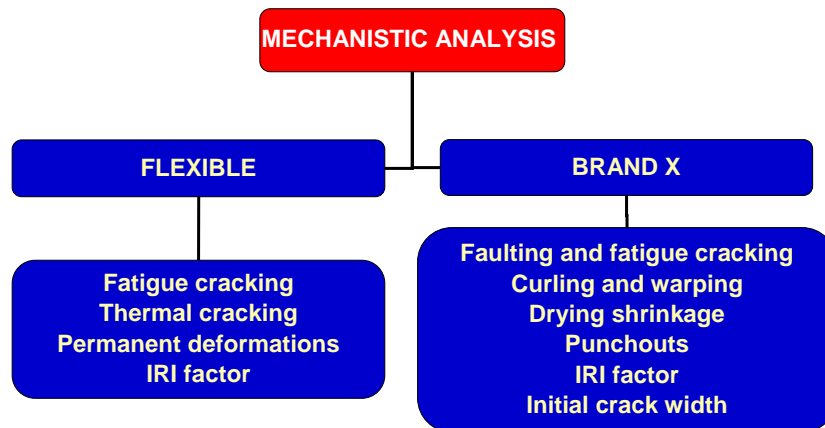 MECHANISTIC ANALYSIS
FLEXIBLE
BRAND X
Fatigue cracking
Thermal cracking
Permanent deformations
IRI factor
Faulting and fatigue cracking
Curling and warping
Drying shrinkage
Punchouts
IRI factor
Initial crack width